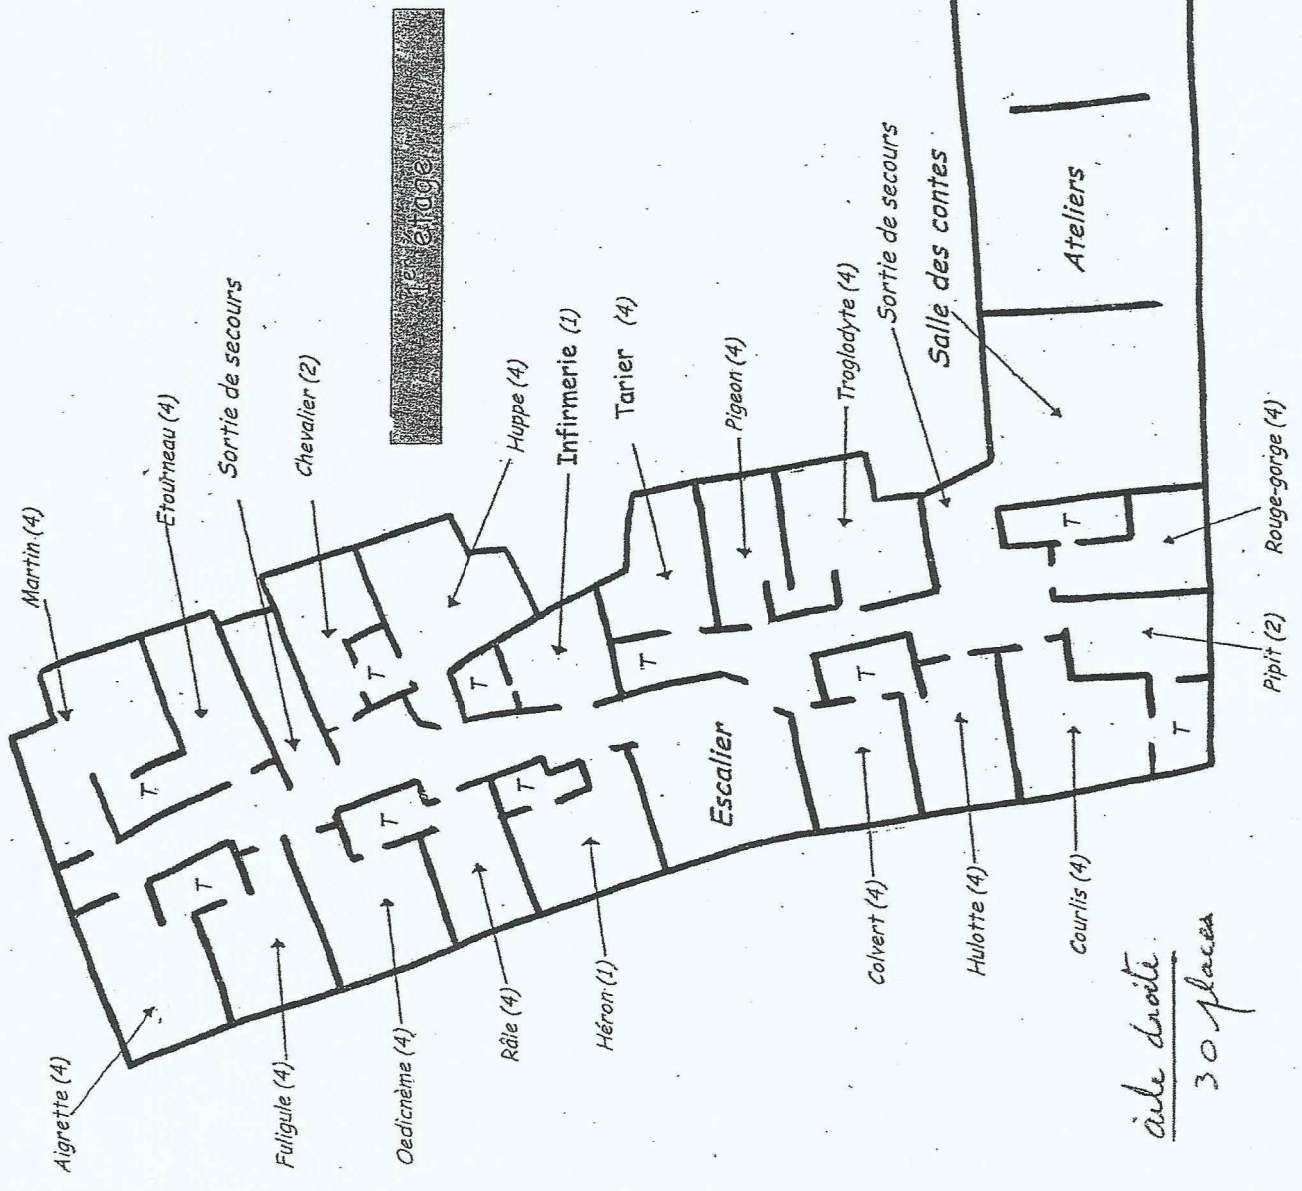 1er étage
Martin (4)
Etourneau (4)
Sortie de secours
Chevalier (2)
Huppe (4)
Infirmerie (1)
Tarier (4)
Pigeon (4)
Troglodyte (4)
Sortie de secours
Salle des contes
Ateliers
T
T
T
T
T
T
T
T
T
T
Escalier
Aigrette (4)
Fuligule (4)
Oedicnème (4)
Râle (4)
Héron (1)
Colvert (4)
Hulotte (4)
Courlis (4)
Pipit (2)
Rouge-gorge (4)
aile droite
30 places